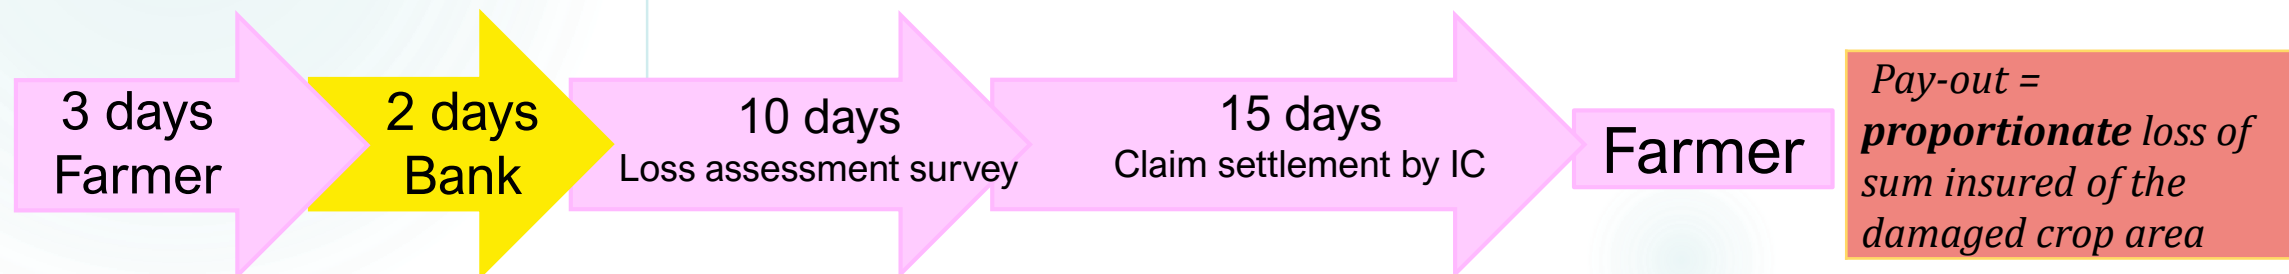 3 days
Farmer
2 days
Bank
10 days
Loss assessment survey
15 days
Claim settlement by IC
Farmer
Pay-out =
proportionate loss of
sum insured of the
damaged crop area